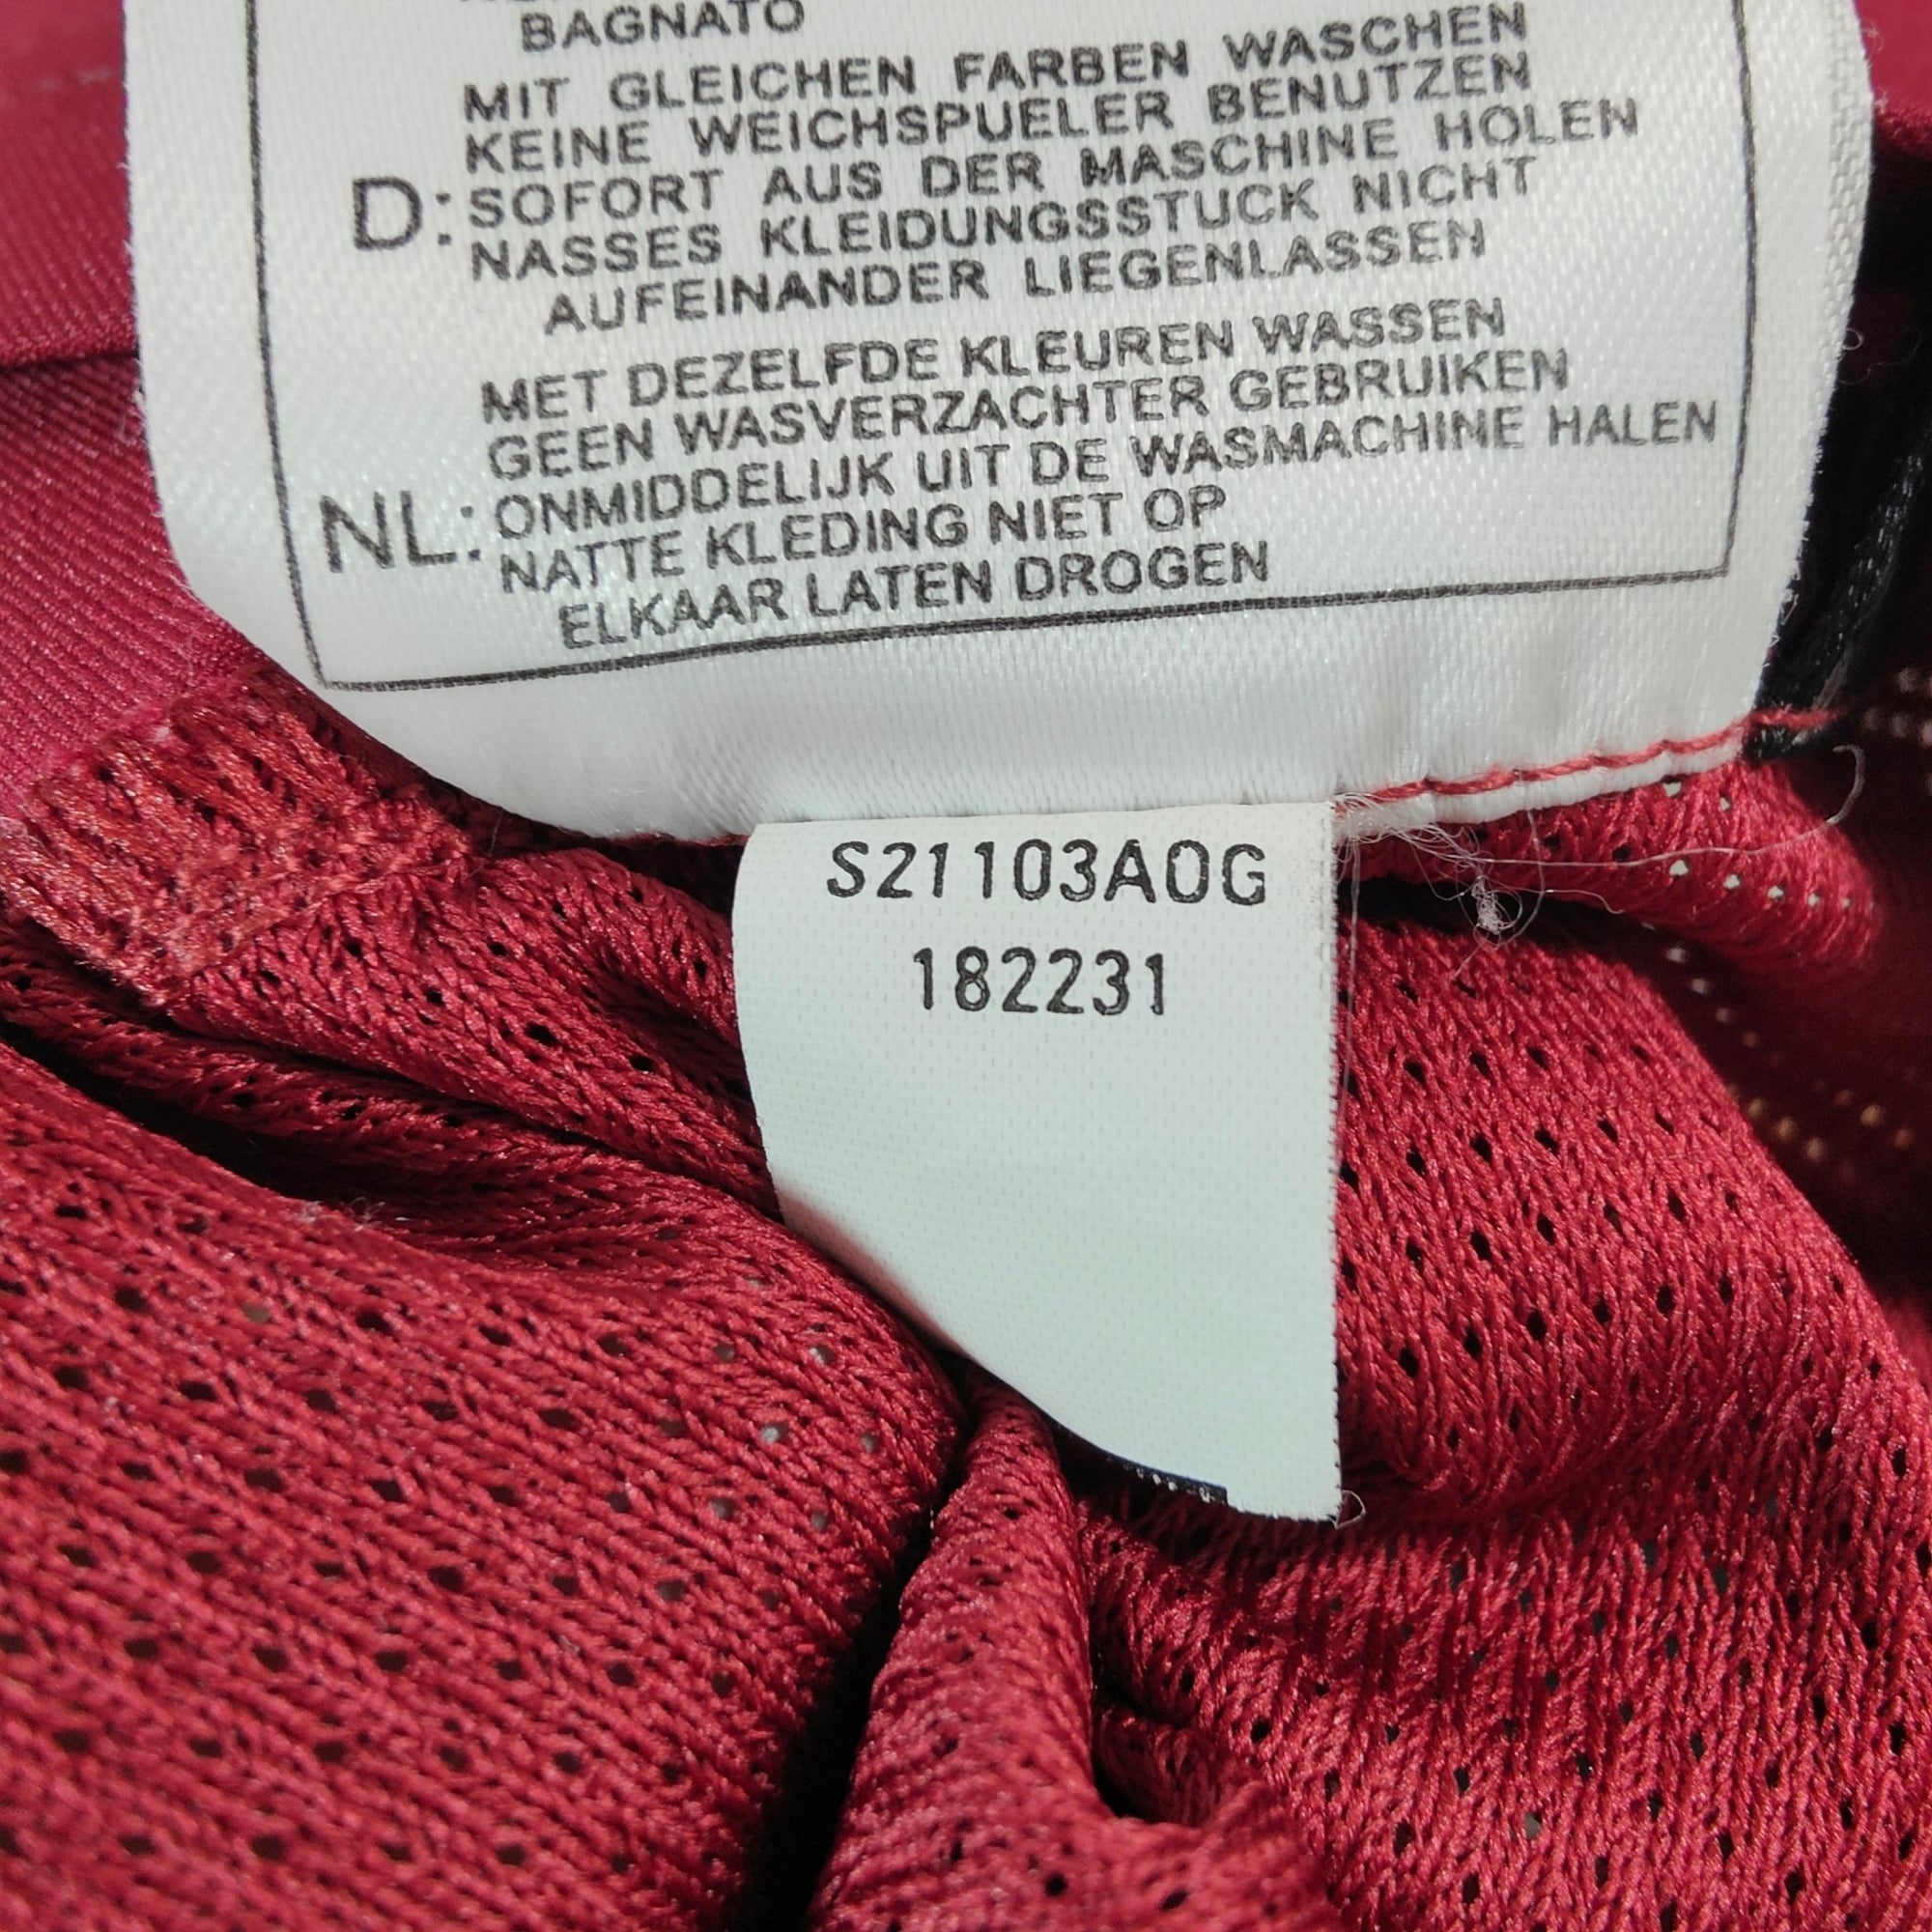 BAGNATO
MIT GLEICHEN FARBEN WASCHEN
KEINE WEICHSPUELER BENUTZEN
D: SOFORT AUS DER MASCHINE HOLEN
NASSES KLEIDUNGSSTUCK NICHT
AUFEINANDER LIEGENLASSEN
MET DEZELFDE KLEUREN WASSEN
GEEN WASVERZACHTER GEBRUIKEN
NL: ONMIDDELIJK UIT DE WASMACHINE HALEN
NATTE KLEDING NIET OP
ELKAAR LATEN DROGEN
S21103AOG
182231